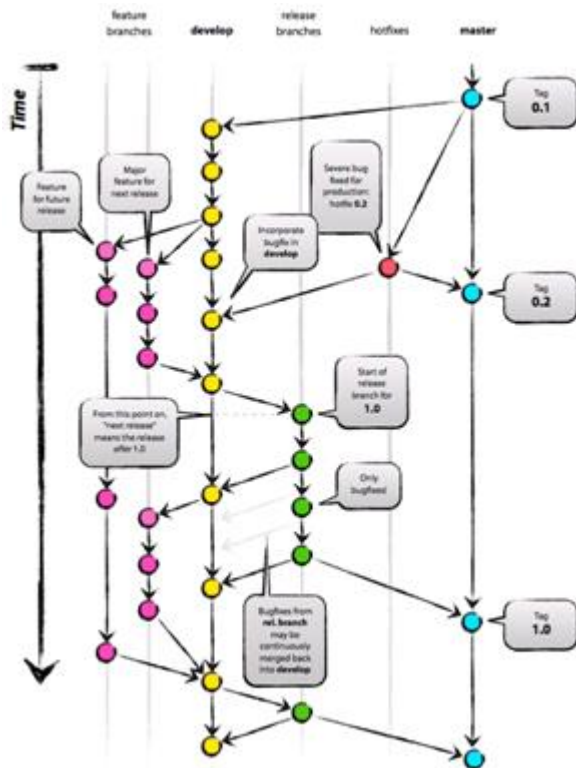 feature
branches
develop
release
branches
hotfixes
master
Time
Tag
0.1
Major
feature for
next release
Severe bug
fixed for
production:
hotfix 0.2
Feature
for future
release
Incorporate
bugfix in
develop
Tag
0.2
Start of
release
branch for
1.0
From this point on,
"next release"
means the release
after 1.0
Only
bugfixes!
Bugfixes from
rel. branch
may be
continuously
merged back
into develop
Tag
1.0